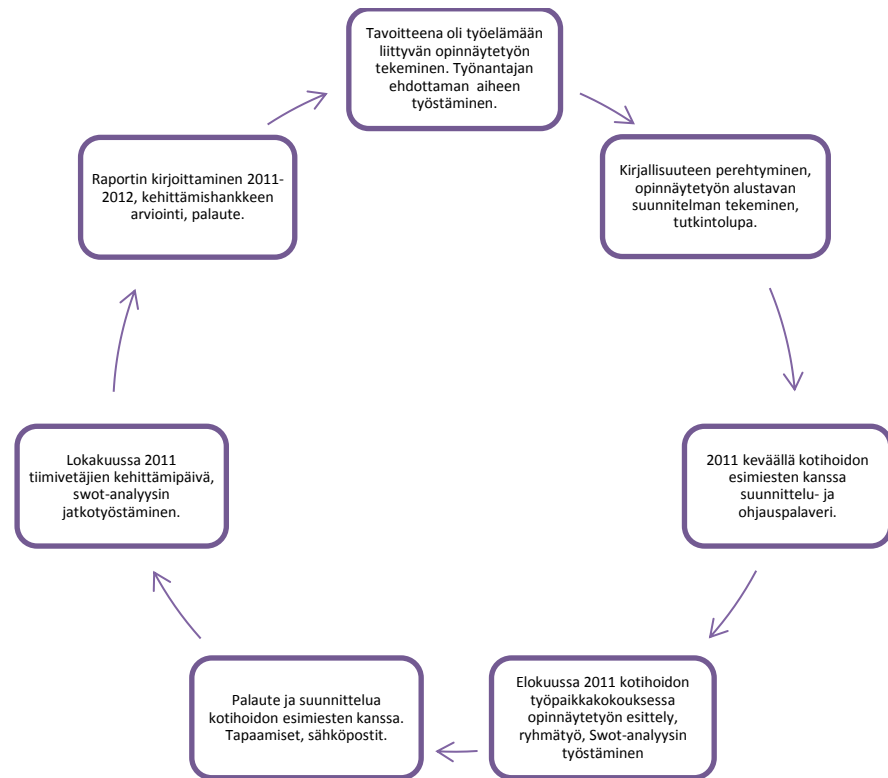 Tavoitteena oli työelämään
liittyvän opinnäytetyön
tekeminen. Työnantajan
ehdottaman aiheen
työstäminen.
Kirjallisuuteen perehtyminen,
opinnäytetyön alustavan
suunnitelman tekeminen,
tutkintolupa.
2011 keväällä kotihoidon
esimiesten kanssa
suunnittelu- ja
ohjauspalaveri.
Elokuussa 2011 kotihoidon
työpaikkakokouksessa
opinnäytetyön esittely,
ryhmätyö, Swot-analyysin
työstäminen
Palaute ja suunnittelua
kotihoidon esimiesten kanssa.
Tapaamiset, sähköpostit.
Lokakuussa 2011
tiimivetäjien kehittämipäivä,
swot-analyysin
jatkotyöstäminen.
Raportin kirjoittaminen 2011-
2012, kehittämishankkeen
arviointi, palaute.